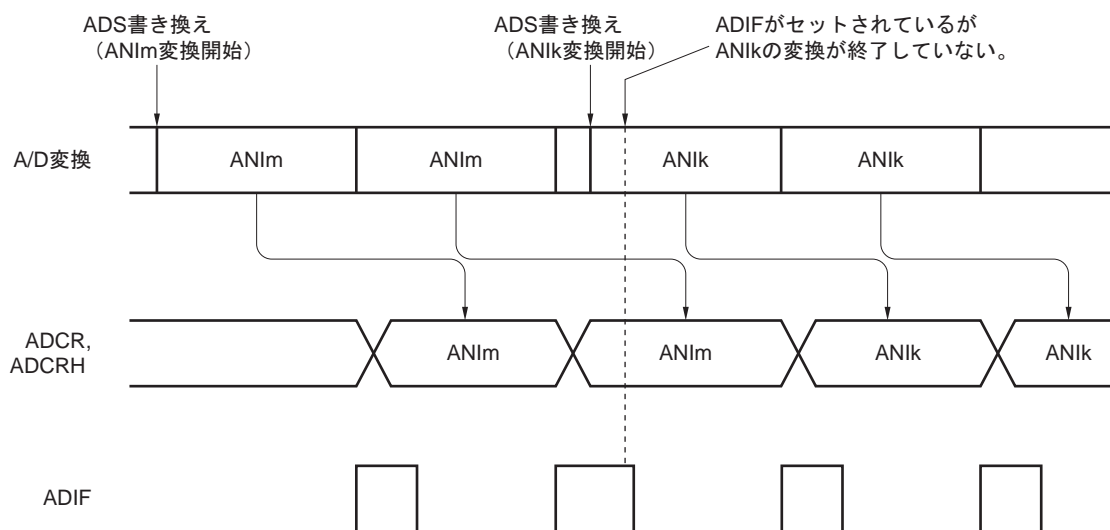 ADS書き換え
（ANIm変換開始）
ADS書き換え
（ANIk変換開始）
ADIFがセットされているが
ANIkの変換が終了していない。
A/D変換
ANIm
ANIm
ANIk
ANIk
ADCR,
ADCRH
ANIm
ANIm
ANIk
ANIk
ADIF